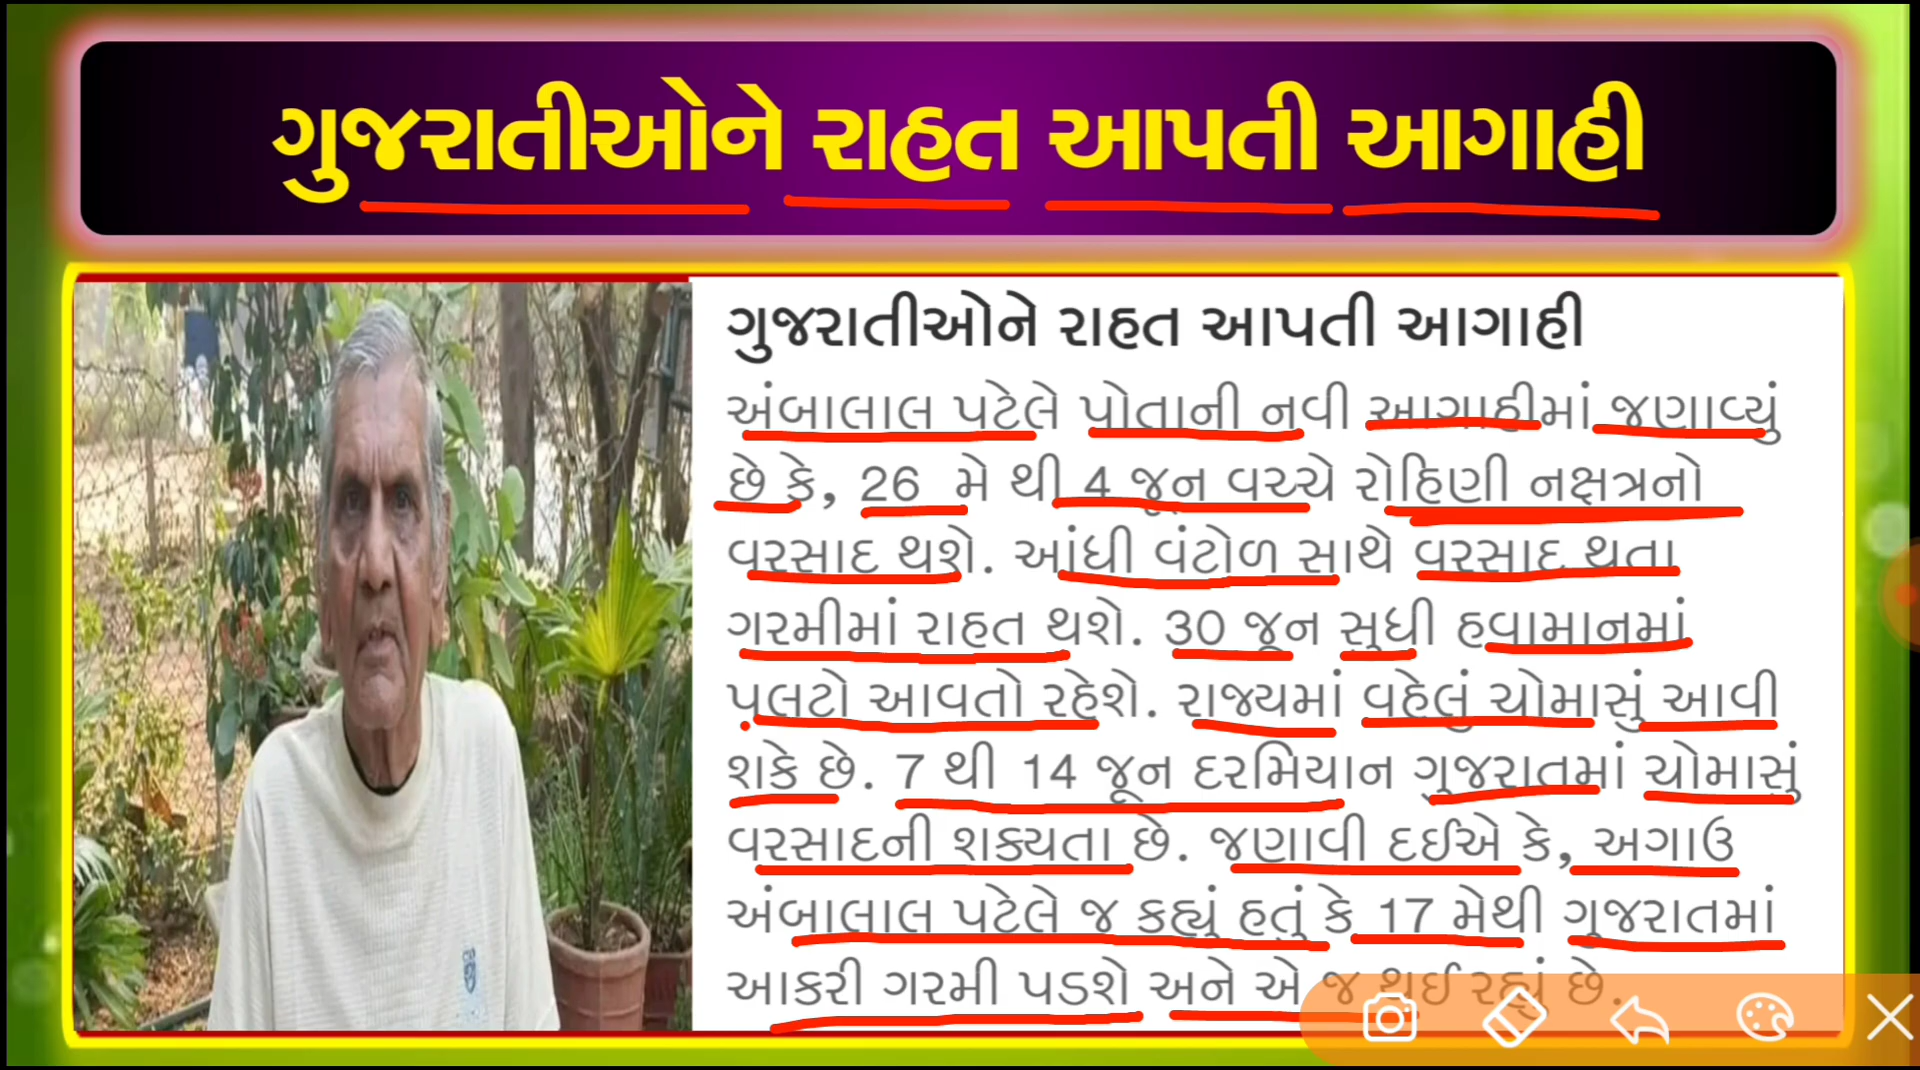 ગુજરાતીઓને રાહત આપતી આગાહી
ગુજરાતીઓને રાહત આપતી આગાહી
અંબાલાલ પટેલે પોતાની નવી આગાહીમાં જણાવ્યું
છે કે, 26 મે થી 4 જૂન વચ્ચે રોહિણી નક્ષત્રનો
વરસાદ થશે. આંધી વંટોળ સાથે વરસાદ થતા
ગરમીમાં રાહત થશે. 30 જૂન સુધી હવામાનમાં
પલટો આવતો રહેશે. રાજ્યમાં વહેલું ચોમાસું આવી
શકે છે. 7 થી 14 જૂન દરમિયાન ગુજરાતમાં ચોમાસું
વરસાદની શક્યતા છે. જણાવી દઈએ કે, અગાઉ
અંબાલાલ પટેલે જ કહ્યું હતું કે 17 મેથી ગુજરાતમાં
આકરી ગરમી પડશે અને એ જ થઈ રહ્યું છે.